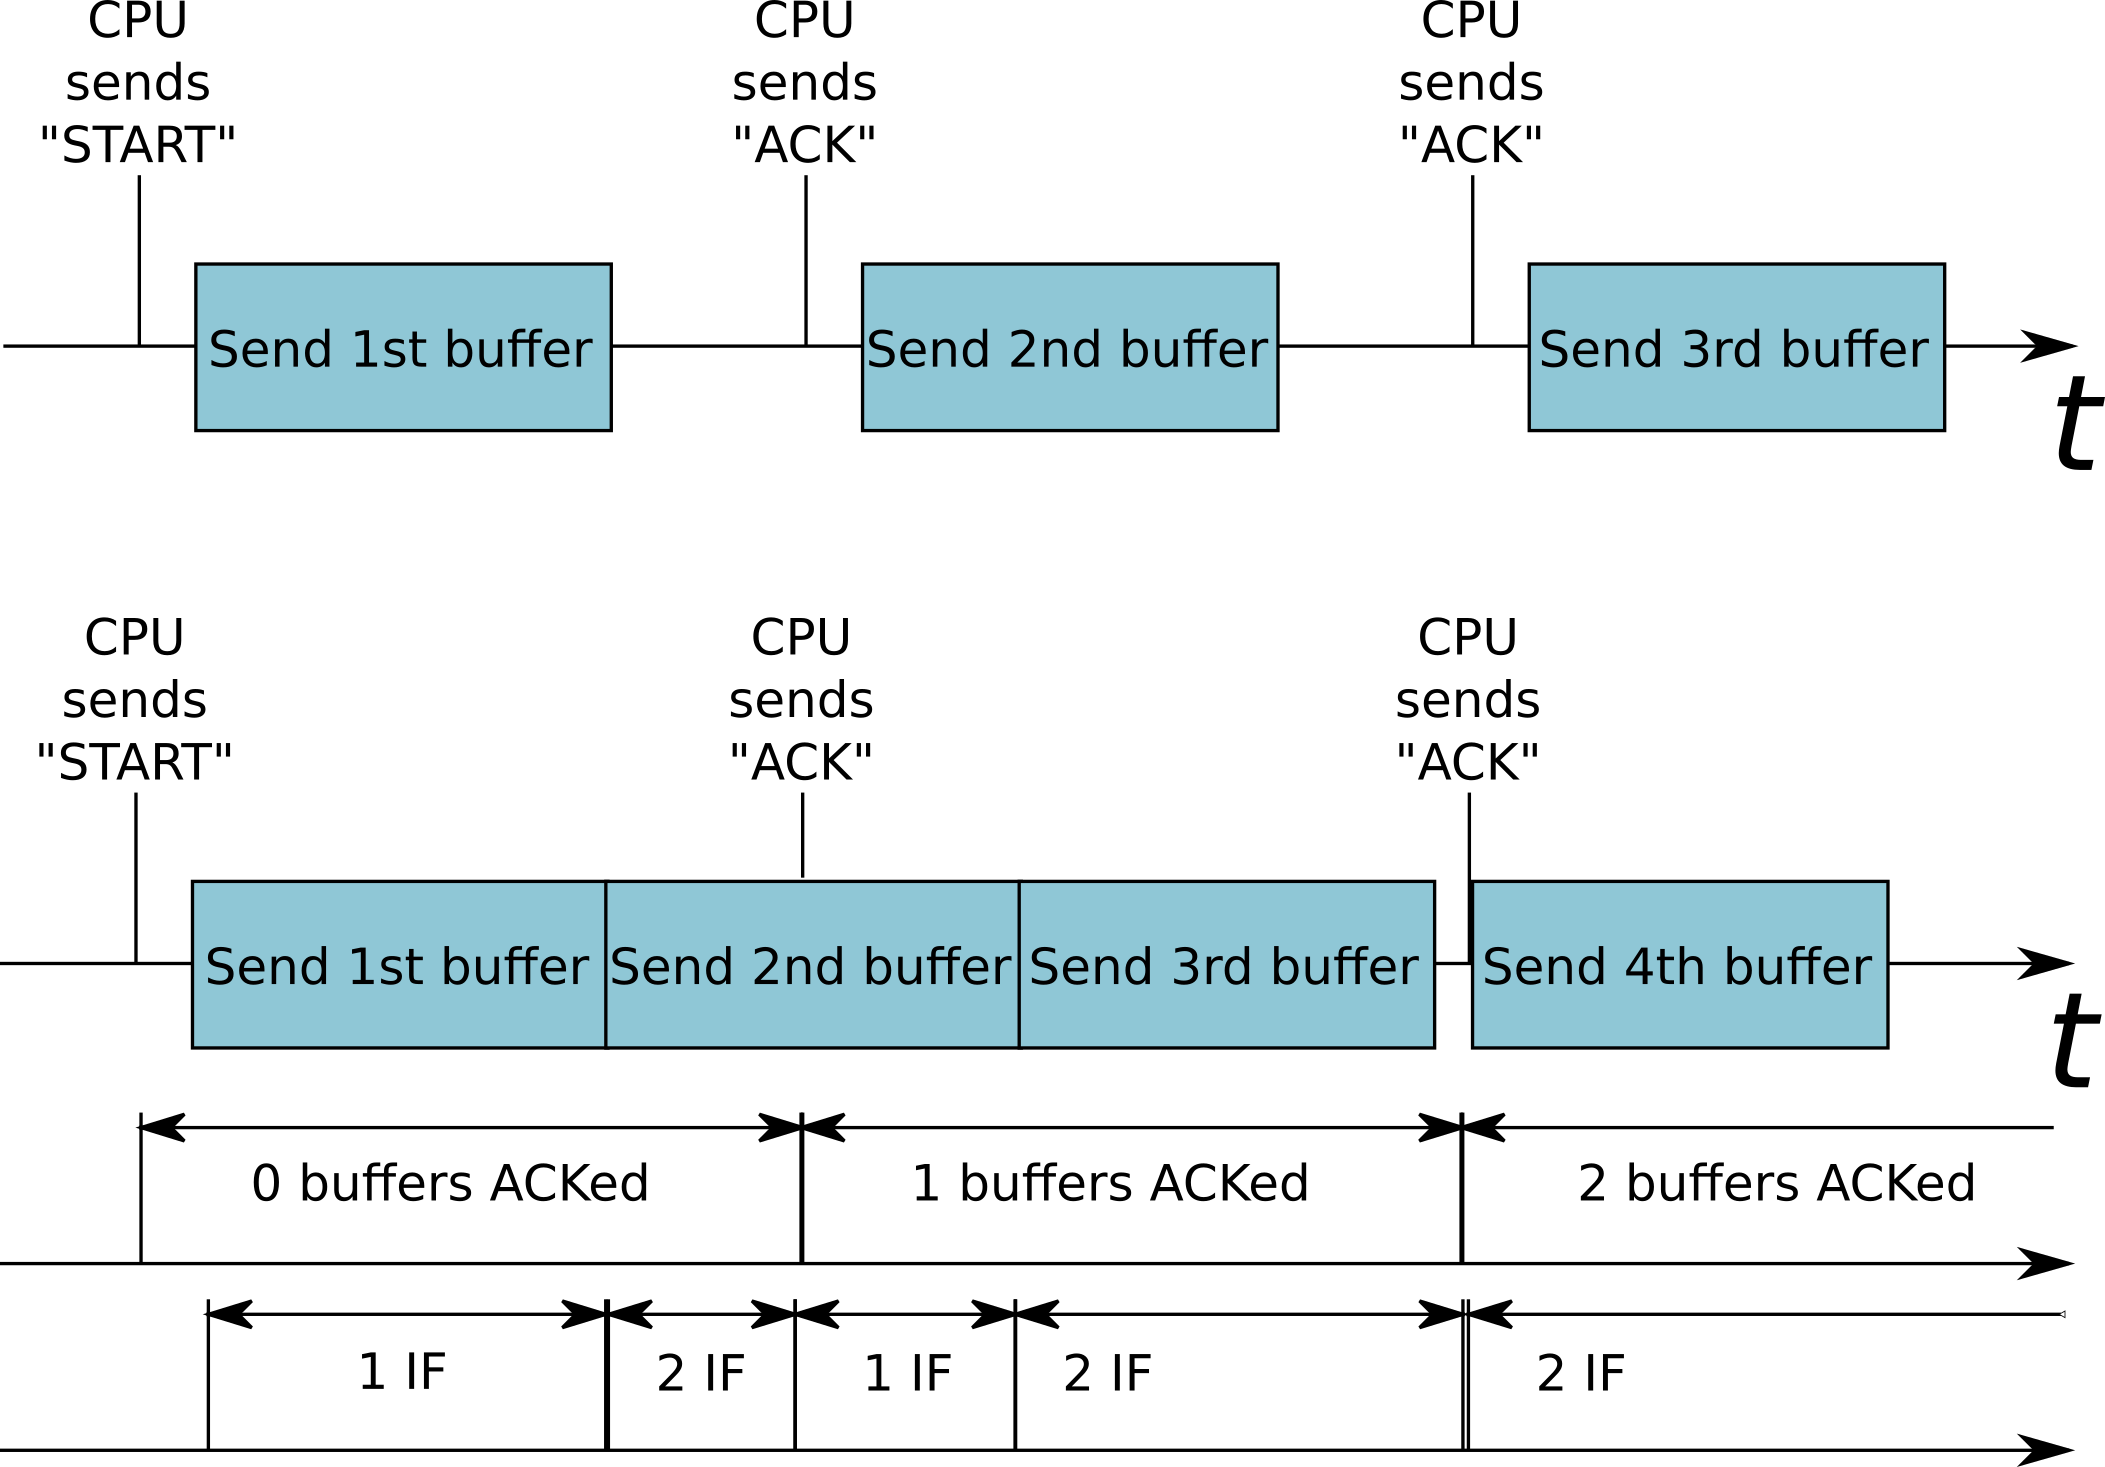 CPU
sends
"START"
CPU
sends
"ACK"
CPU
sends
"ACK"
Send 1st buffer
Send 2nd buffer
Send 3rd buffer
t
CPU
sends
"START"
CPU
sends
"ACK"
CPU
sends
"ACK"
Send 1st buffer
Send 2nd buffer
Send 3rd buffer
Send 4th buffer
t
0 buffers ACKed
1 buffers ACKed
2 buffers ACKed
1 IF
2 IF
1 IF
2 IF
2 IF